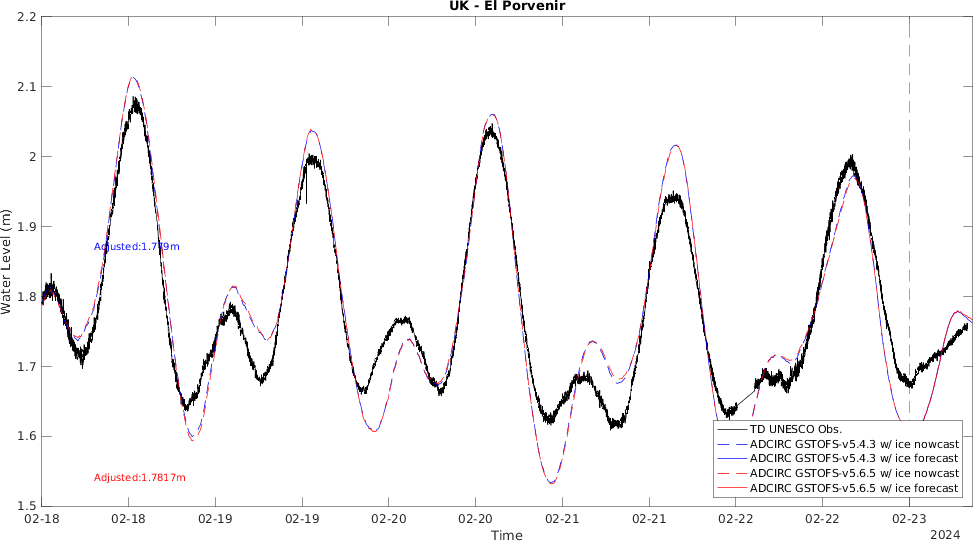 UK - El Porvenir
2.2
2.1
2
1.9
1.8
1.7
1.6
1.5
Water Level (m)
Adjusted:1.779m
Adjusted:1.7817m
TD UNESCO Obs.
ADCIRC GSTOFS-v5.4.3 w/ ice nowcast
ADCIRC GSTOFS-v5.4.3 w/ ice forecast
ADCIRC GSTOFS-v5.6.5 w/ ice nowcast
ADCIRC GSTOFS-v5.6.5 w/ ice forecast
02-18 02-18 02-19 02-19 02-20 02-20 02-21 02-21 02-22 02-22 02-23
Time
2024